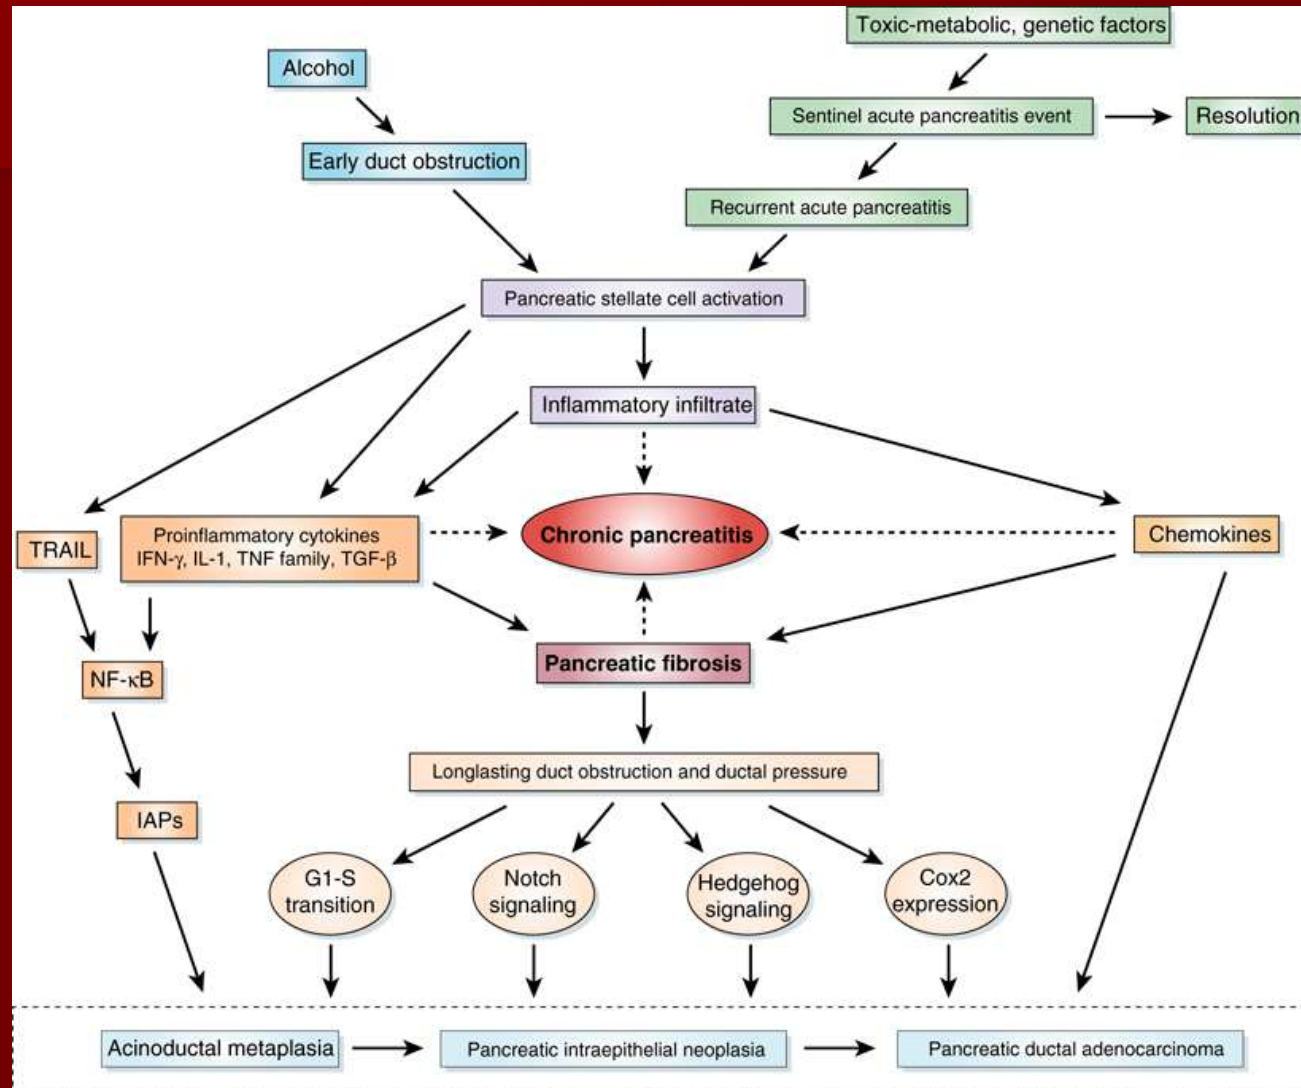 Toxic-metabolic, genetic factors
Alcohol
Sentinel acute pancreatitis event
Resolution
Early duct obstruction
Recurrent acute pancreatitis
Pancreatic stellate cell activation
Inflammatory infiltrate
TRAIL
Proinflammatory cytokines
IFN-γ, IL-1, TNF family, TGF-β
Chronic pancreatitis
Chemokines
Pancreatic fibrosis
NF-κB
Longlasting duct obstruction and ductal pressure
IAPs
G1-S
transition
Notch
signaling
Hedgehog
signaling
Cox2
expression
Acinoductal metaplasia
Pancreatic intraepithelial neoplasia
Pancreatic ductal adenocarcinoma